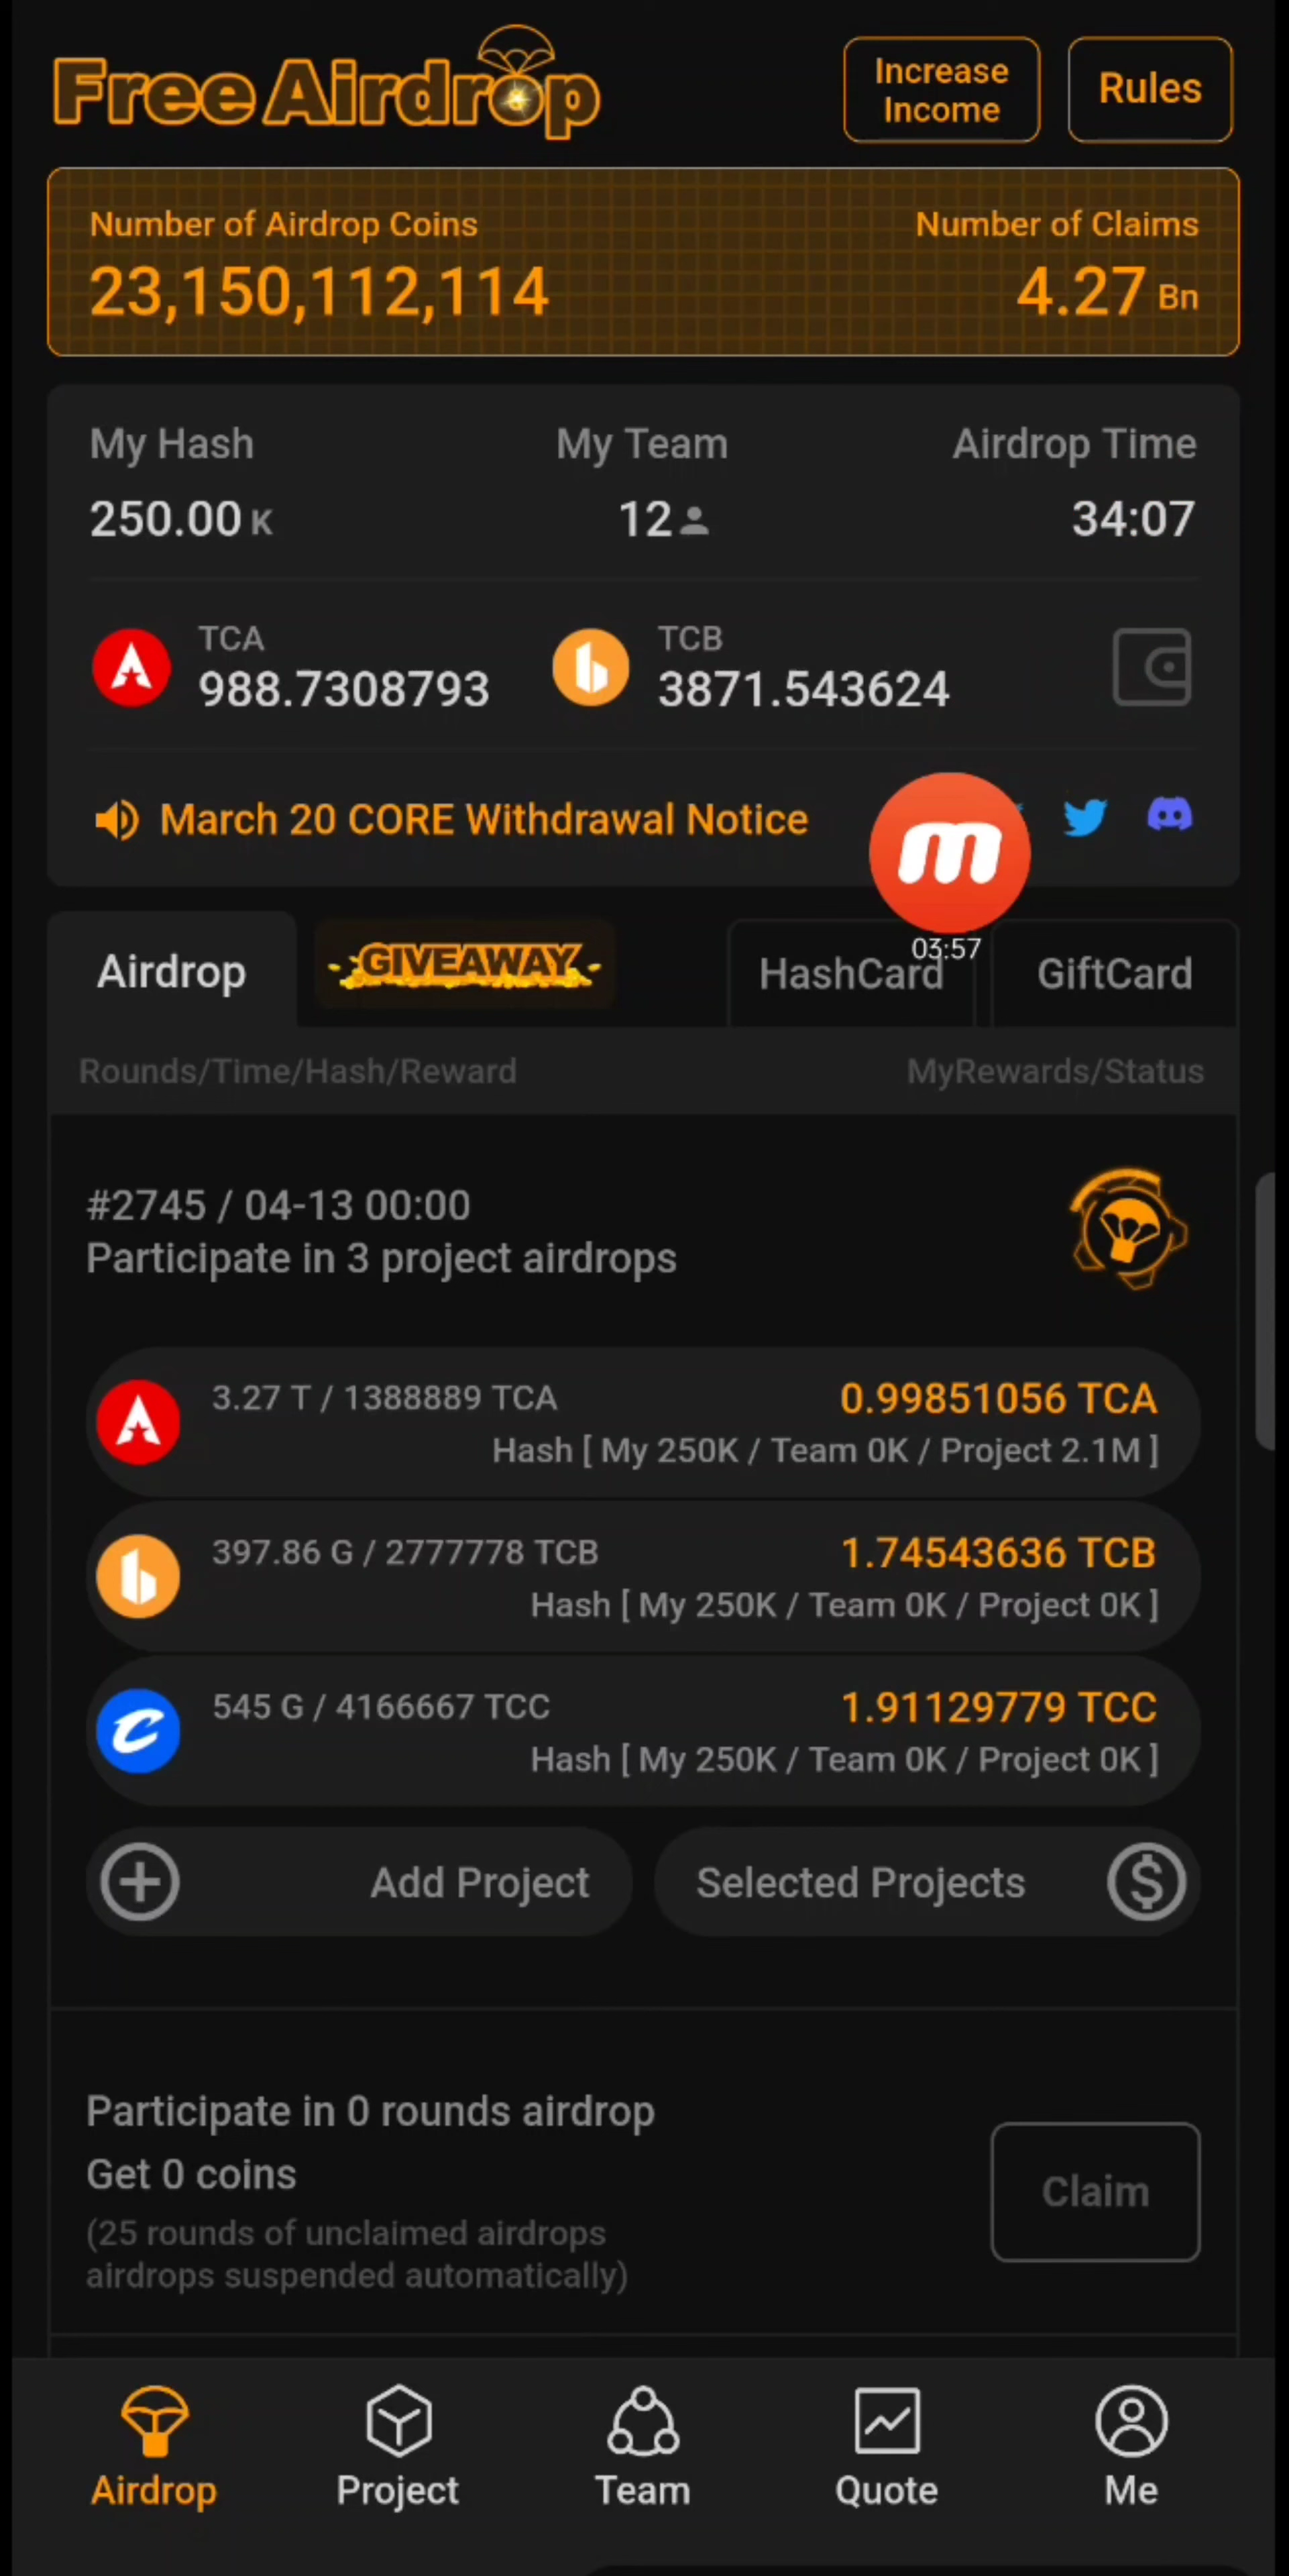 Free Airdrop
Increase
Income
Rules
Number of Airdrop Coins
Number of Claims
23,150,112,114
4.27 Bn
My Hash
My Team
Airdrop Time
250.00 K
12
34:07
TCA
988.7308793
TCB
3871.543624
March 20 CORE Withdrawal Notice
m
03:57
Airdrop
GIVEAWAY
HashCard
GiftCard
Rounds/Time/Hash/Reward
MyRewards/Status
#2745 / 04-13 00:00
Participate in 3 project airdrops
3.27 T / 1388889 TCA
0.99851056 TCA
Hash [ My 250K / Team 0K / Project 2.1M ]
397.86 G / 2777778 TCB
1.74543636 TCB
Hash [ My 250K / Team 0K / Project 0K ]
545 G / 4166667 TCC
1.91129779 TCC
Hash [ My 250K / Team 0K / Project 0K ]
Add Project
Selected Projects
Participate in 0 rounds airdrop
Get 0 coins
(25 rounds of unclaimed airdrops
airdrops suspended automatically)
Claim
Airdrop
Project
Team
Quote
Me